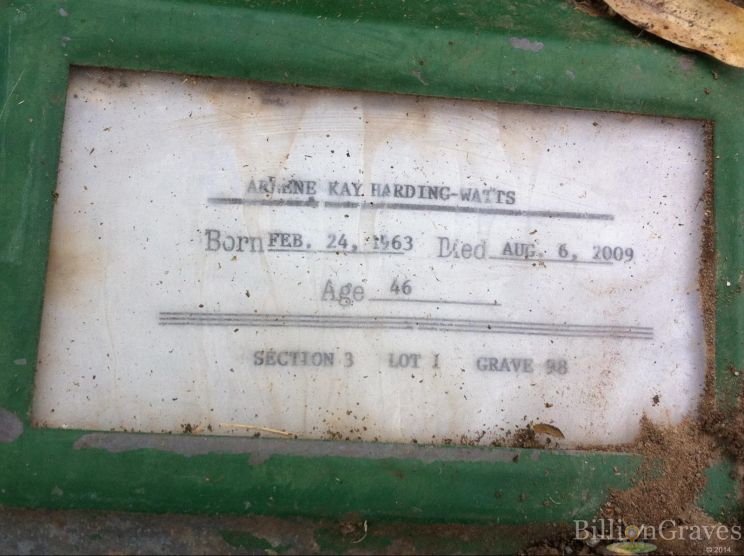 ARLENE KAY HARDING-WATTS
Born FEB. 24, 1963 Died AUG. 6, 2009
Age 46
SECTION 3 LOT 1 GRAVE 98
BillionGraves
© 2014